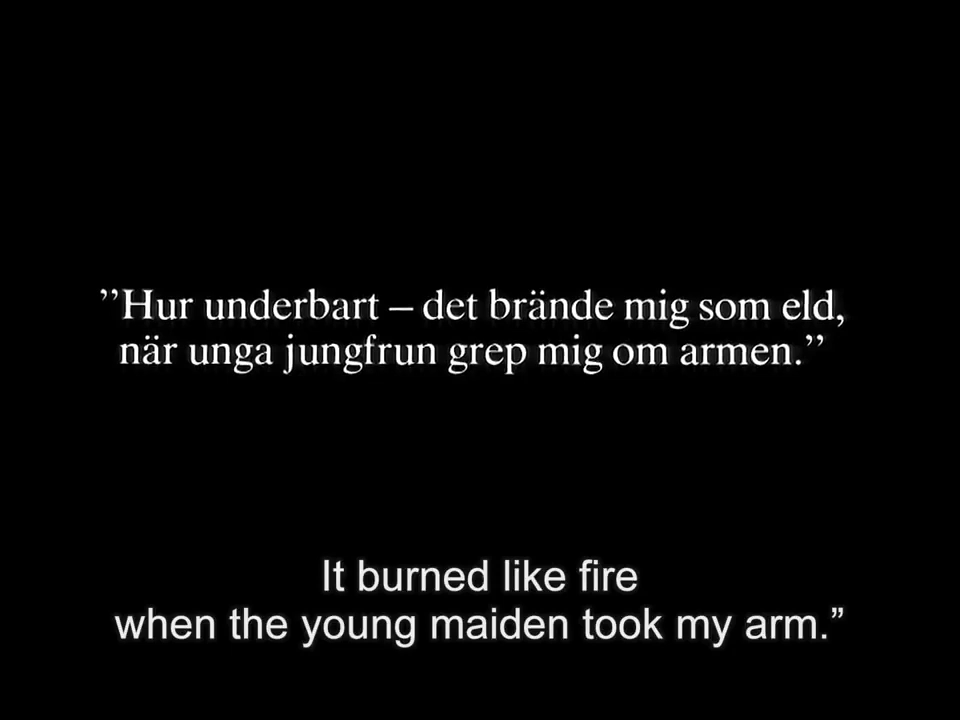 ”Hur underbart – det brände mig som eld,
när unga jungfrun grep mig om armen.”
It burned like fire
when the young maiden took my arm.”